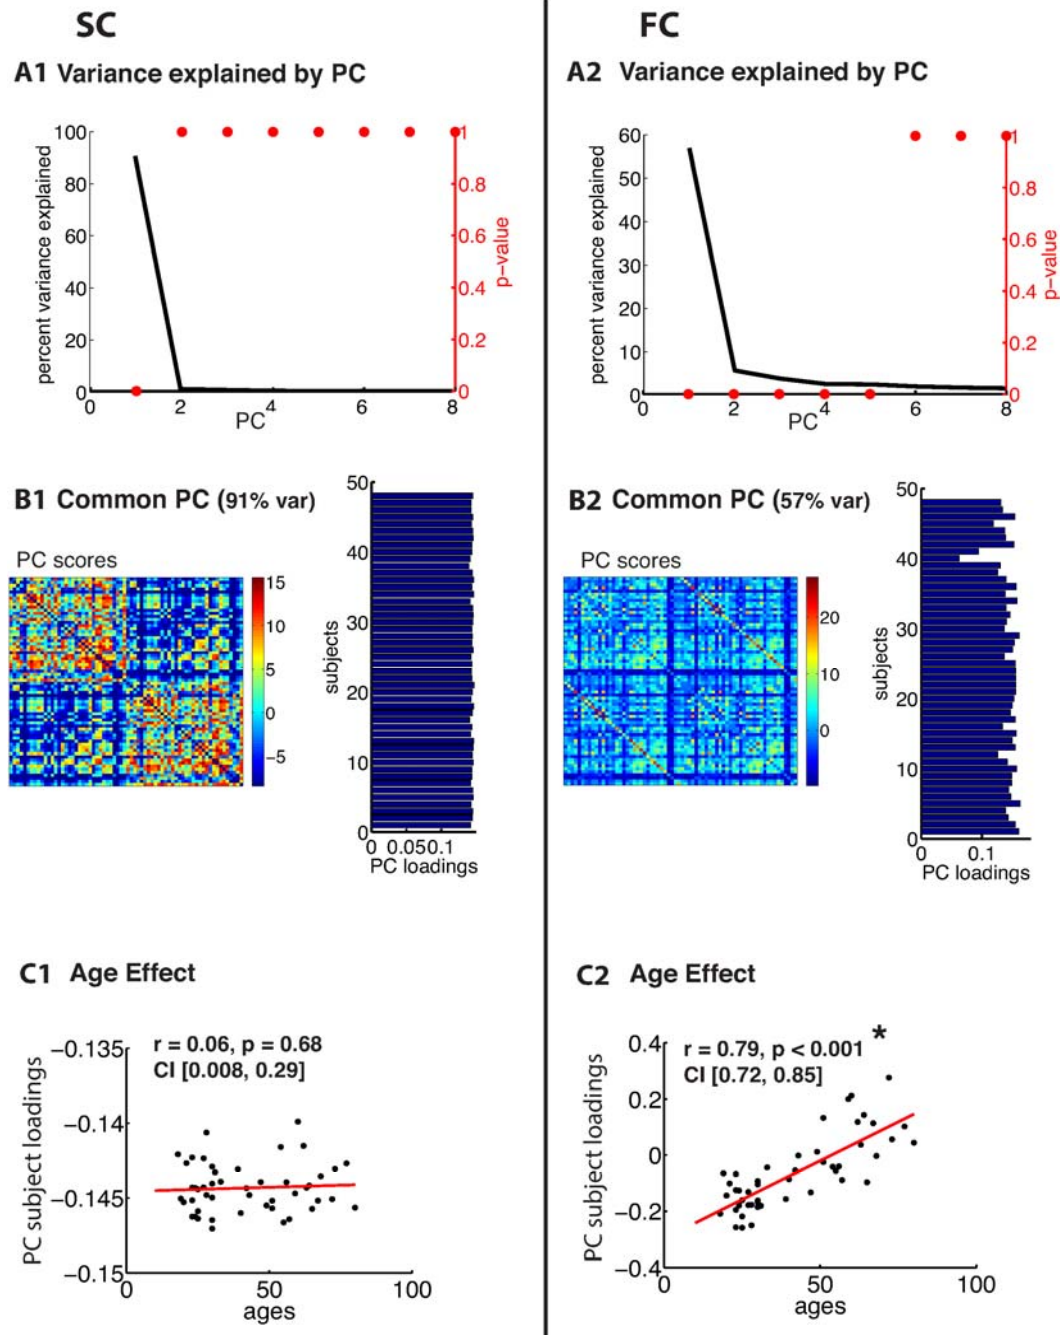 SC
FC
A1 Variance explained by PC
percent variance explained
100
80
60
40
20
0
0 2 4 6 8
PC
1
0.8
0.6
0.4
0.2
0
p-value
A2 Variance explained by PC
percent variance explained
60
50
40
30
20
10
0
0 2 4 6 8
PC
1
0.8
0.6
0.4
0.2
0
p-value
B1 Common PC (91% var)
PC scores
15
10
5
0
−5
subjects
50
40
30
20
10
0
0 0.05 0.1
PC loadings
B2 Common PC (57% var)
PC scores
20
10
0
subjects
50
40
30
20
10
0
0 0.1
PC loadings
C1 Age Effect
r = 0.06, p = 0.68
CI [0.008, 0.29]
PC subject loadings
−0.135
−0.14
−0.145
−0.15
0 50 100
ages
C2 Age Effect
*
r = 0.79, p < 0.001
CI [0.72, 0.85]
PC subject loadings
0.4
0.2
0
−0.2
−0.4
0 50 100
ages